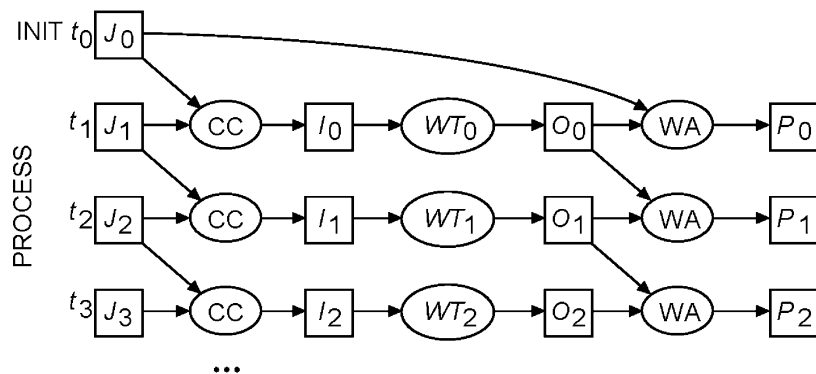 INIT t0 J0
t1 J1 CC I0 WT0 O0 WA P0
PROCESS
t2 J2 CC I1 WT1 O1 WA P1
t3 J3 CC I2 WT2 O2 WA P2
...